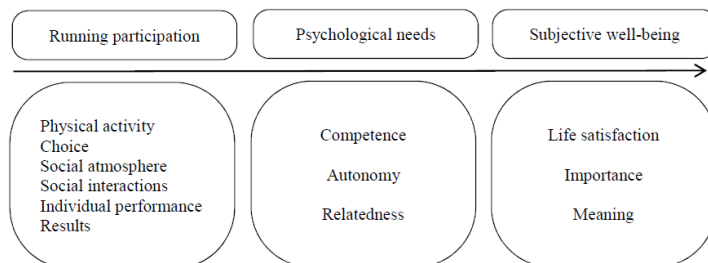 Running participation
Psychological needs
Subjective well-being
Physical activity
Choice
Social atmosphere
Social interactions
Individual performance
Results
Competence
Autonomy
Relatedness
Life satisfaction
Importance
Meaning